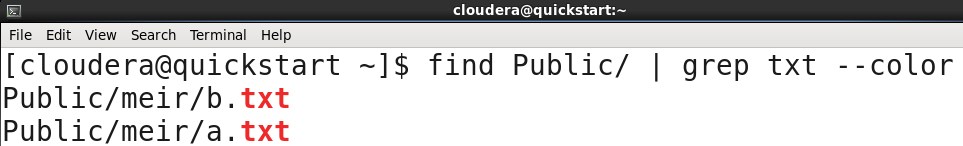 cloudera@quickstart:~
File Edit View Search Terminal Help
[cloudera@quickstart ~]$ find Public/ | grep txt --color
Public/meir/b.txt
Public/meir/a.txt